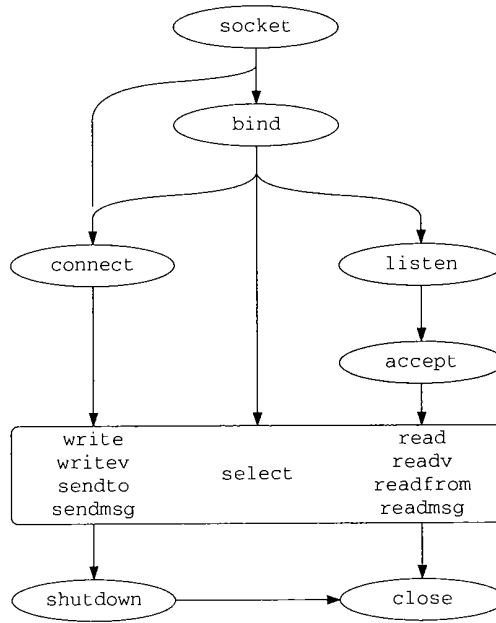 socket
bind
connect
listen
accept
write
writev
sendto
sendmsg
select
read
readv
readfrom
readmsg
shutdown
close